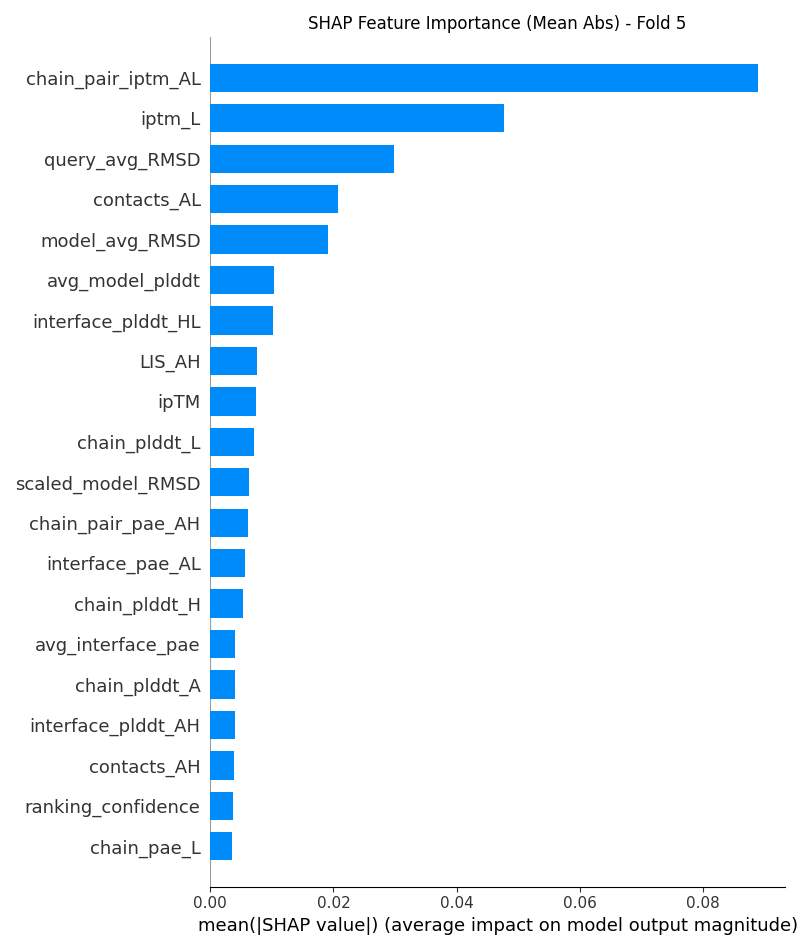 SHAP Feature Importance (Mean Abs) - Fold 5
chain_pair_iptm_AL
iptm_L
query_avg_RMSD
contacts_AL
model_avg_RMSD
avg_model_plddt
interface_plddt_HL
LIS_AH
ipTM
chain_plddt_L
scaled_model_RMSD
chain_pair_pae_AH
interface_pae_AL
chain_plddt_H
avg_interface_pae
chain_plddt_A
interface_plddt_AH
contacts_AH
ranking_confidence
chain_pae_L
0.00 0.02 0.04 0.06 0.08
mean(|SHAP value|) (average impact on model output magnitude)